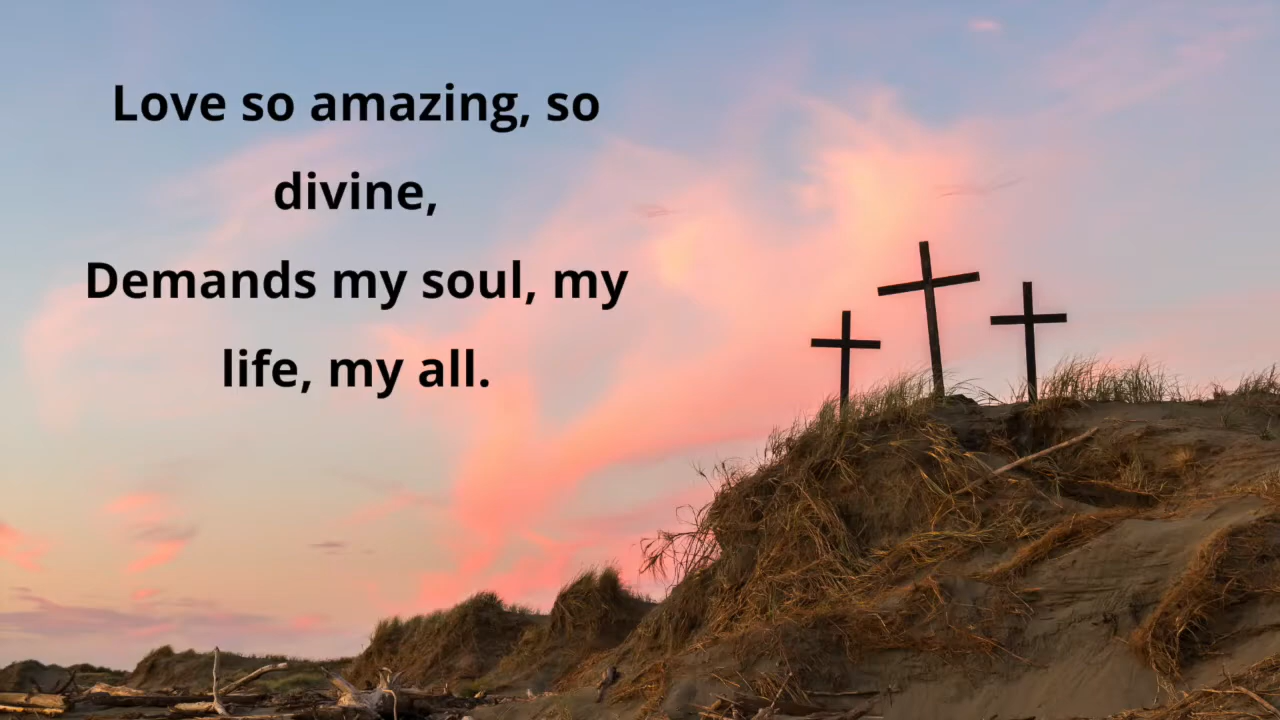 Love so amazing, so
divine,
Demands my soul, my
life, my all.